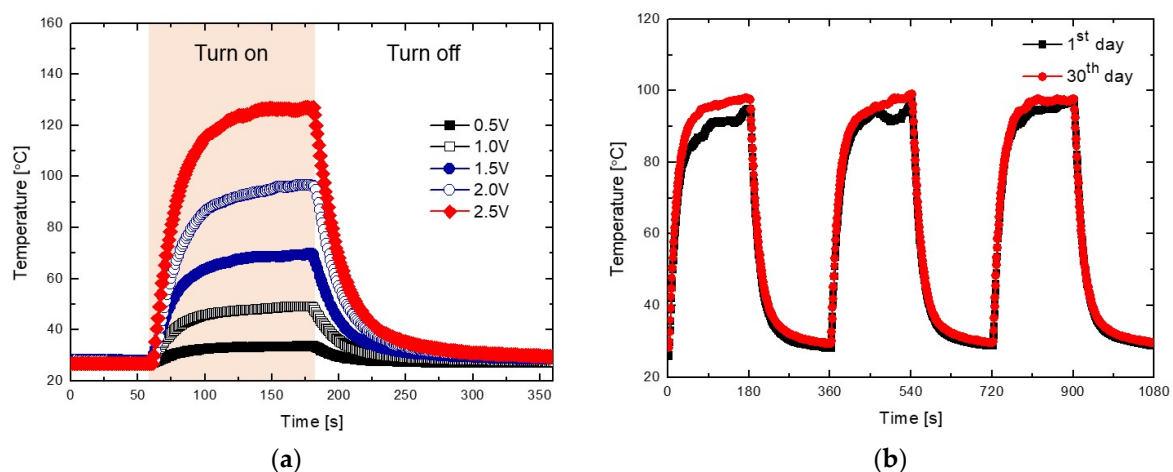 160
140
120
100
80
60
40
20
Temperature [°C]
Turn on
Turn off
0.5V
1.0V
1.5V
2.0V
2.5V
0
50
100
150
200
250
300
350
Time [s]
(a)
120
100
80
60
40
20
Temperature [°C]
1st day
30th day
0
180
360
540
720
900
1080
Time [s]
(b)